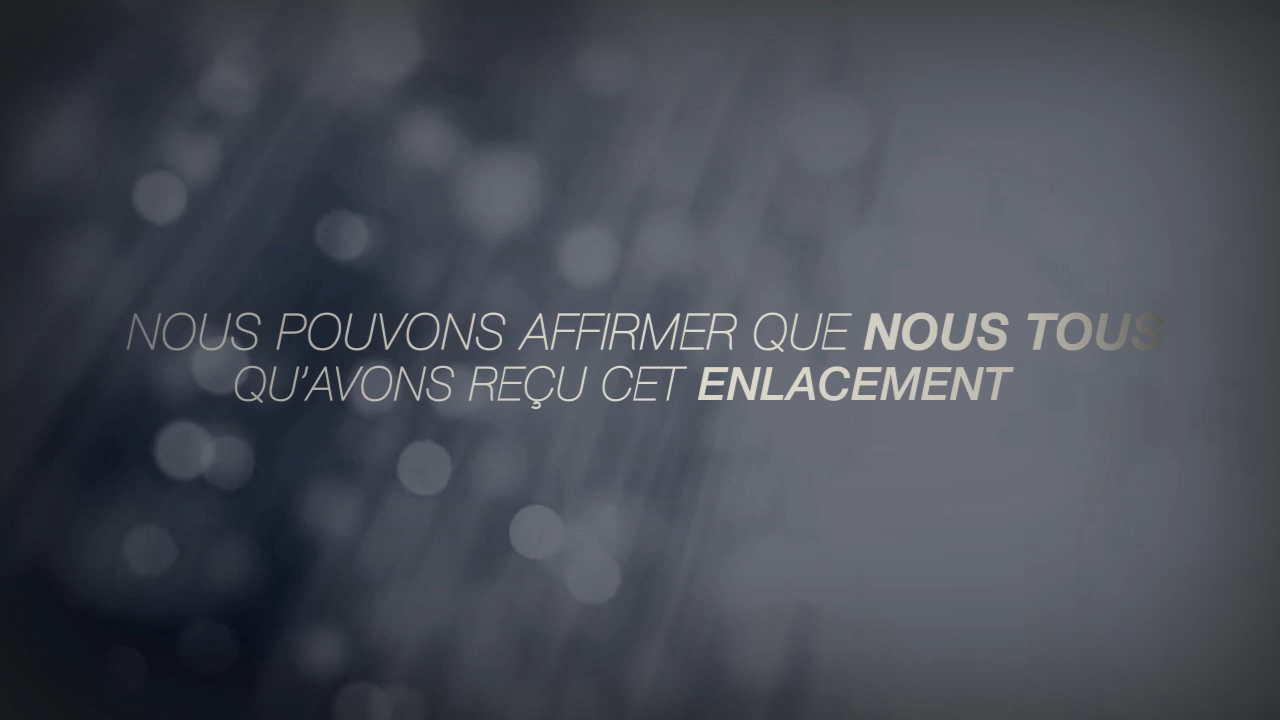 NOUS POUVONS AFFIRMER QUE NOUS TOUS
QU’AVONS REÇU CET ENLACEMENT